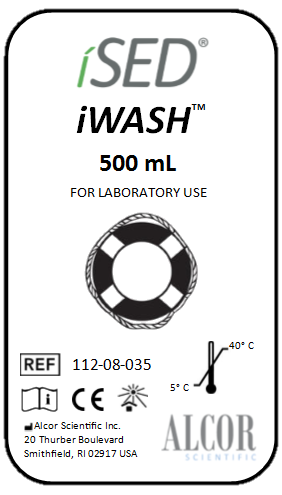 iSED®
iWASH™
500 mL
FOR LABORATORY USE
40° C
REF 112-08-035
5° C
i CE
Alcor Scientific Inc.
20 Thurber Boulevard
Smithfield, RI 02917 USA
ALCOR
SCIENTIFIC